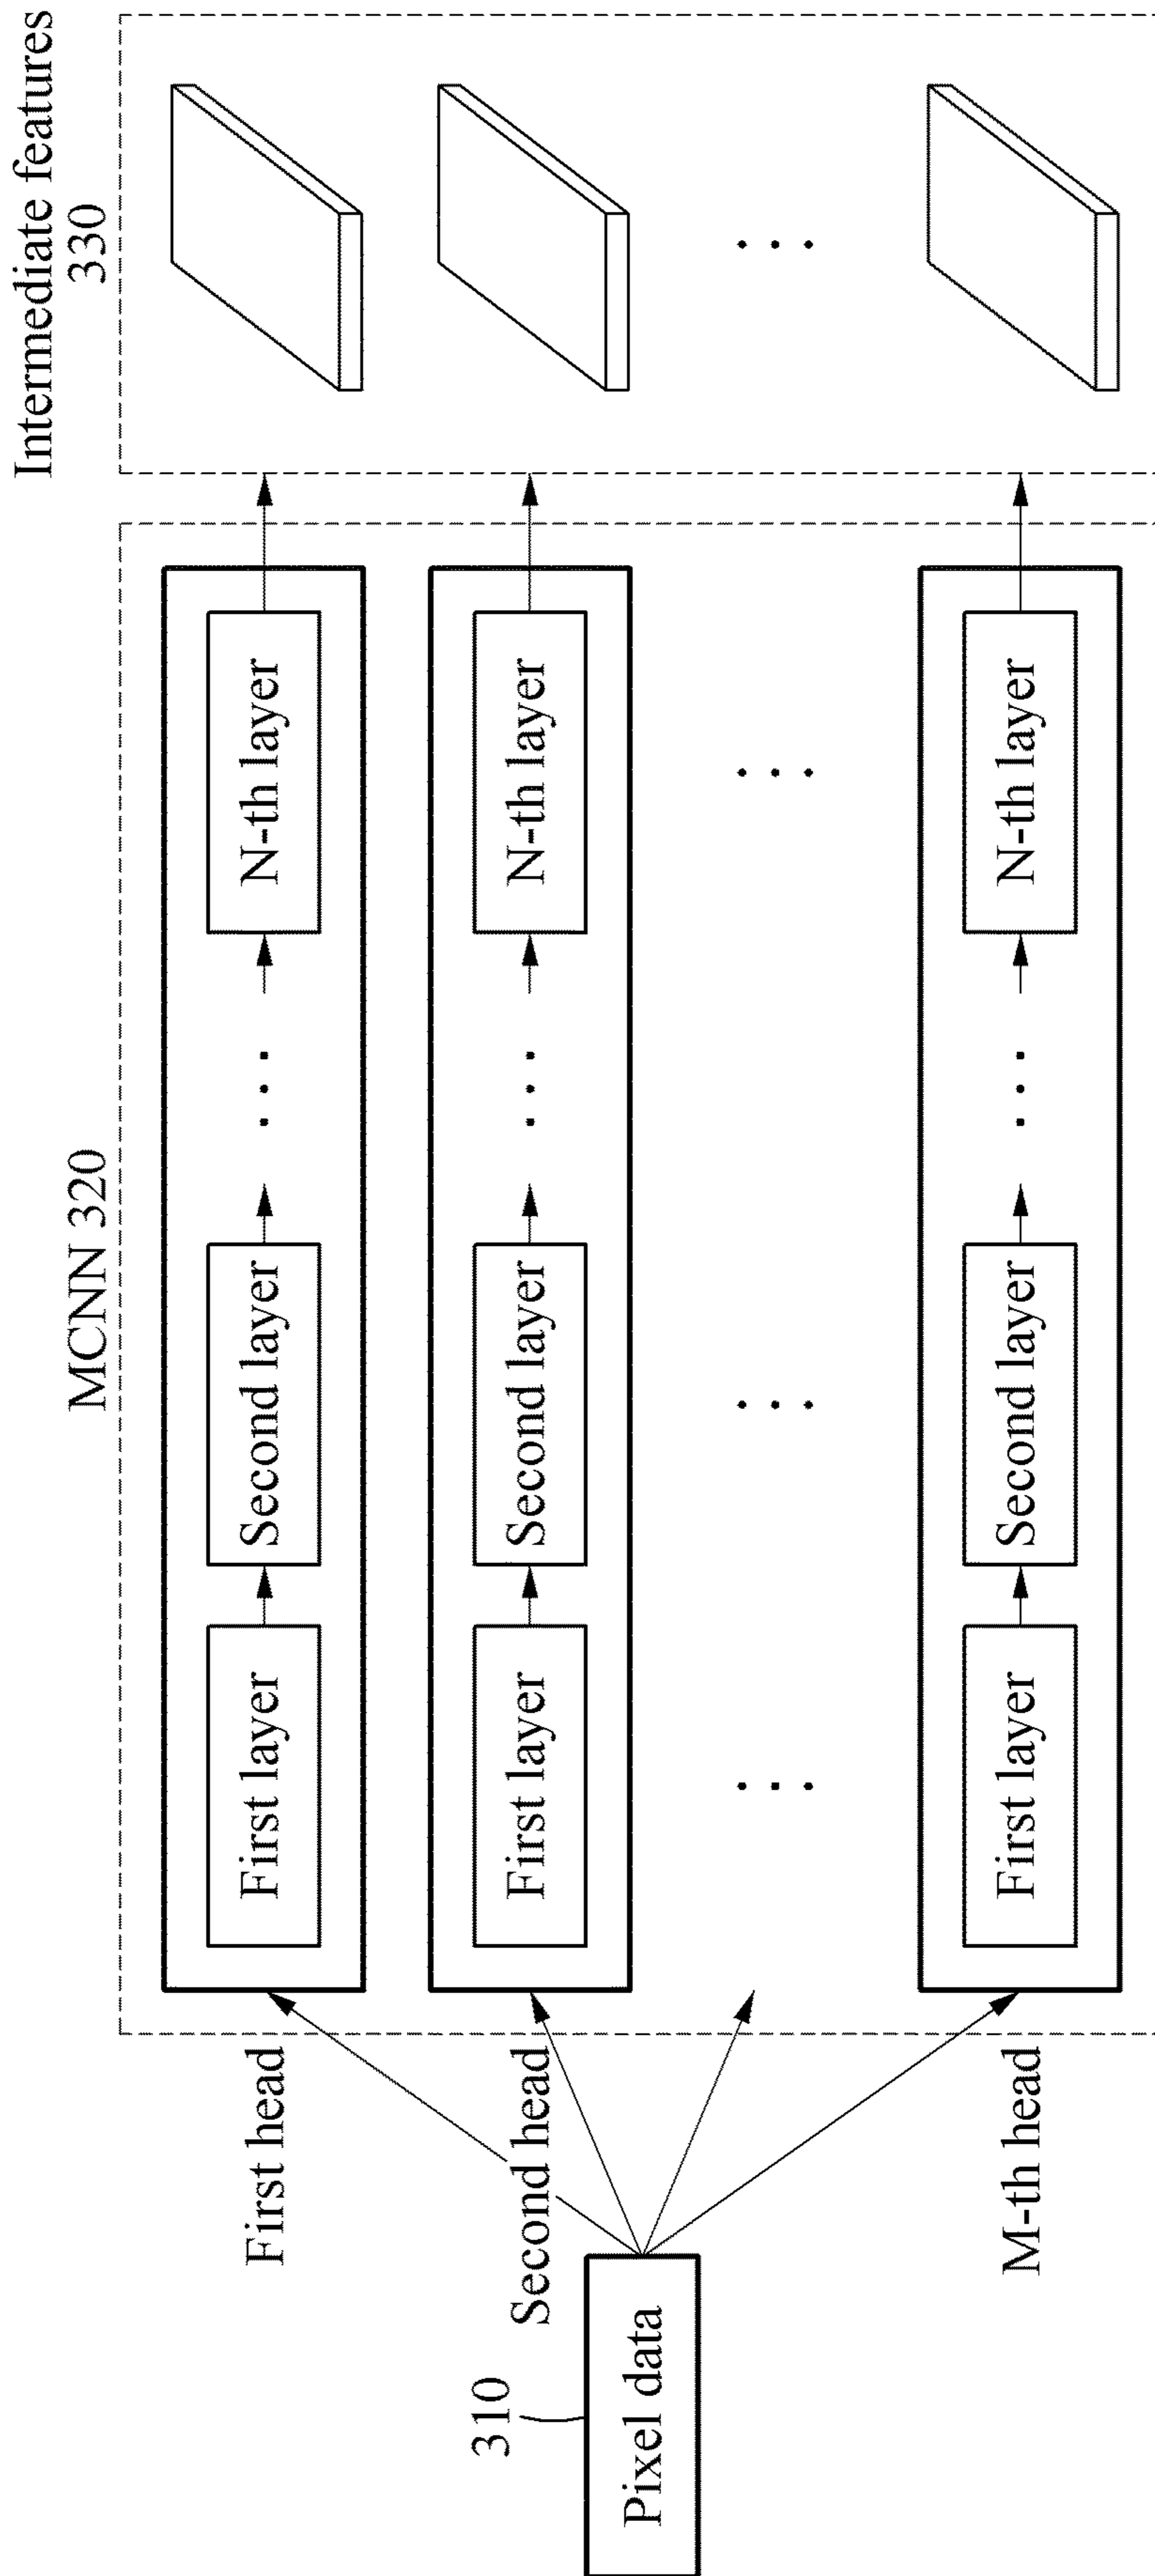 MCNN 320
Intermediate features
330
First head
First layer
Second layer
. . .
N-th layer
Second head
First layer
Second layer
. . .
N-th layer
310
Pixel data
. . .
. . .
. . .
. . .
M-th head
First layer
Second layer
. . .
N-th layer